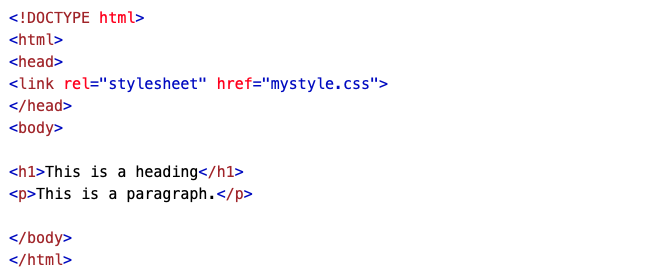 <!DOCTYPE html>
<html>
<head>
<link rel="stylesheet" href="mystyle.css">
</head>
<body>

<h1>This is a heading</h1>
<p>This is a paragraph.</p>

</body>
</html>